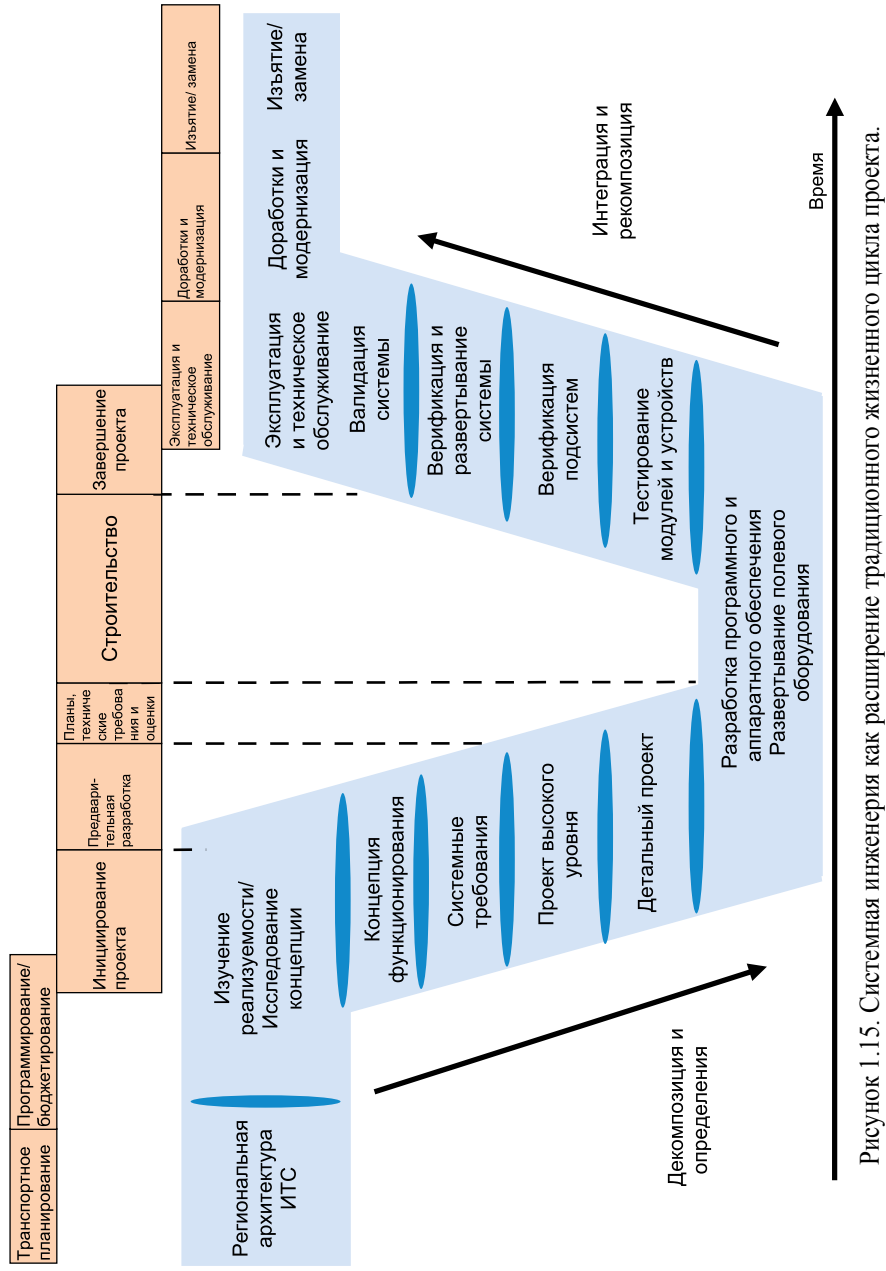 Транспортное
планирование
Программирование/
бюджетирование
Инициирование
проекта
Предвари-
тельная
разработка
Планы,
техниче
ские
требова
ния и
оценки
Строительство
Завершение
проекта
Эксплуатация и
техническое
обслуживание
Доработки и
модернизация
Изъятие/ замена
Региональная
архитектура
ИТС
Изучение
реализуемости/
Исследование
концепции
Концепция
функционирования
Системные
требования
Проект высокого
уровня
Детальный проект
Разработка программного и
аппаратного обеспечения
Развертывание полевого
оборудования
Тестирование
модулей и устройств
Верификация
подсистем
Верификация и
развертывание
системы
Валидация
системы
Эксплуатация
и техническое
обслуживание
Доработки и
модернизация
Изъятие/
замена
Декомпозиция и
определения
Интеграция и
рекомпозиция
Время
Рисунок 1.15. Системная инженерия как расширение традиционного жизненного цикла проекта.